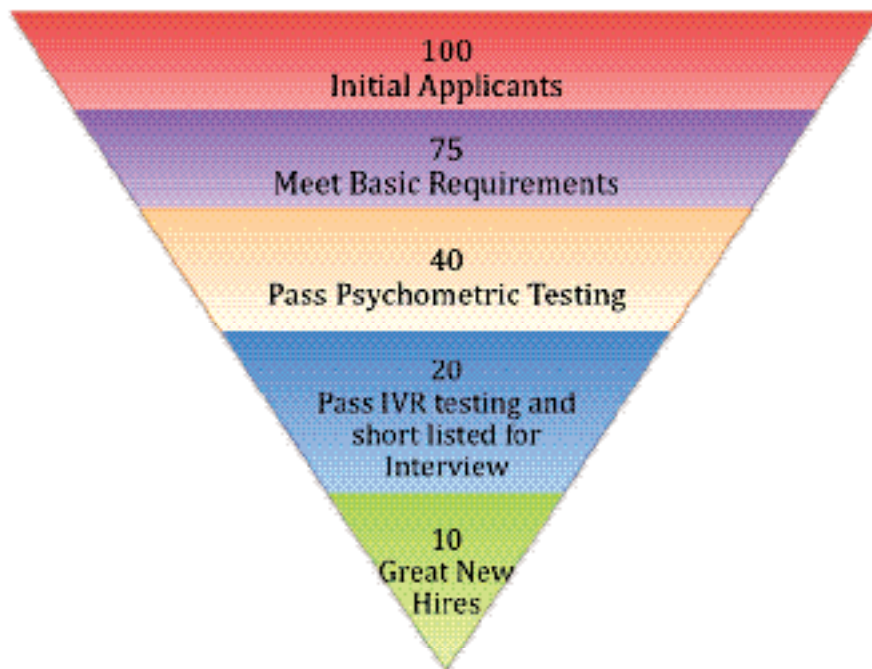 100
Initial Applicants
75
Meet Basic Requirements
40
Pass Psychometric Testing
20
Pass IVR testing and
short listed for
Interview
10
Great New
Hires